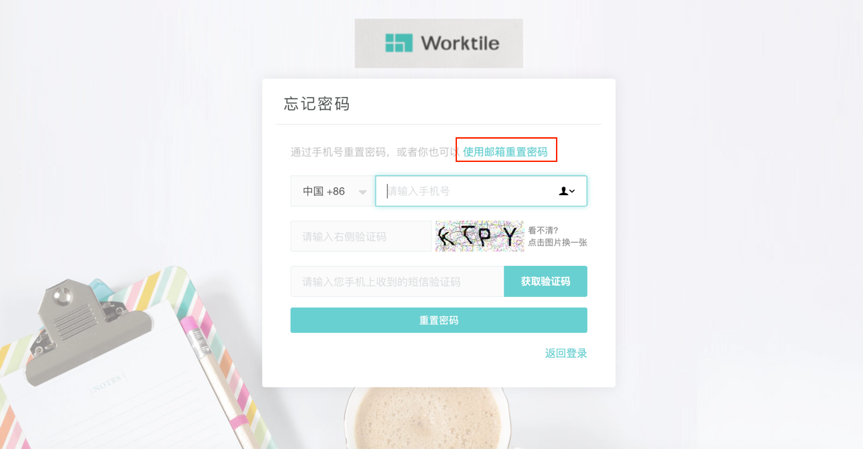 Worktile
忘记密码
通过手机号重置密码，或者你也可以 使用邮箱重置密码
中国 +86 请输入手机号
请输入右侧验证码 KTPY 看不清?
点击图片换一张
请输入您手机上收到的短信验证码 获取验证码
重置密码
返回登录
NOTES